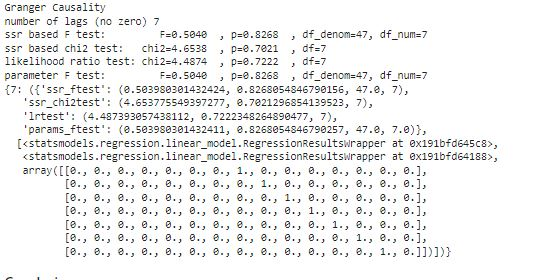 Granger Causality
number of lags (no zero) 7
ssr based F test:         F=0.5040  , p=0.8268  , df_denom=47, df_num=7
ssr based chi2 test:   chi2=4.6538  , p=0.7021  , df=7
likelihood ratio test: chi2=4.4874  , p=0.7222  , df=7
parameter F test:         F=0.5040  , p=0.8268  , df_denom=47, df_num=7
{7: ({'ssr_ftest': (0.503980301432424, 0.8268054846790156, 47.0, 7),
'ssr_chi2test': (4.653775549397277, 0.7021296854139523, 7),
'lrtest': (4.487393057438112, 0.7222348264890477, 7),
'params_ftest': (0.503980301432411, 0.8268054846790257, 47.0, 7.0)},
[<statsmodels.regression.linear_model.RegressionResultsWrapper at 0x191bfd645c8>,
<statsmodels.regression.linear_model.RegressionResultsWrapper at 0x191bfd64188>,
array([[0., 0., 0., 0., 0., 0., 0., 1., 0., 0., 0., 0., 0., 0., 0.],
[0., 0., 0., 0., 0., 0., 0., 0., 1., 0., 0., 0., 0., 0., 0.],
[0., 0., 0., 0., 0., 0., 0., 0., 0., 1., 0., 0., 0., 0., 0.],
[0., 0., 0., 0., 0., 0., 0., 0., 0., 0., 1., 0., 0., 0., 0.],
[0., 0., 0., 0., 0., 0., 0., 0., 0., 0., 0., 1., 0., 0., 0.],
[0., 0., 0., 0., 0., 0., 0., 0., 0., 0., 0., 0., 1., 0., 0.],
[0., 0., 0., 0., 0., 0., 0., 0., 0., 0., 0., 0., 0., 1., 0.]])])}